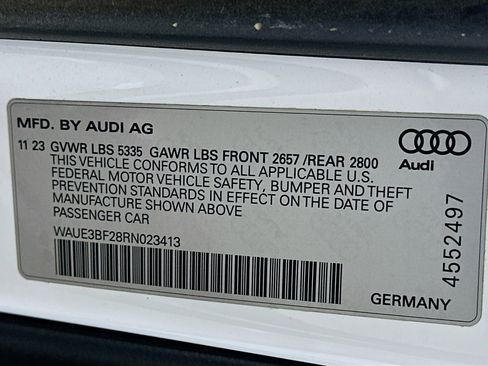 MFD. BY AUDI AG
11 23 GVWR LBS 5335 GAWR LBS FRONT 2657 /REAR 2800
THIS VEHICLE CONFORMS TO ALL APPLICABLE U.S.
FEDERAL MOTOR VEHICLE SAFETY, BUMPER AND THEFT
PREVENTION STANDARDS IN EFFECT ON THE DATE OF
MANUFACTURE SHOWN ABOVE
PASSENGER CAR
WAUE3BF28RN023413
Audi
4552497
GERMANY